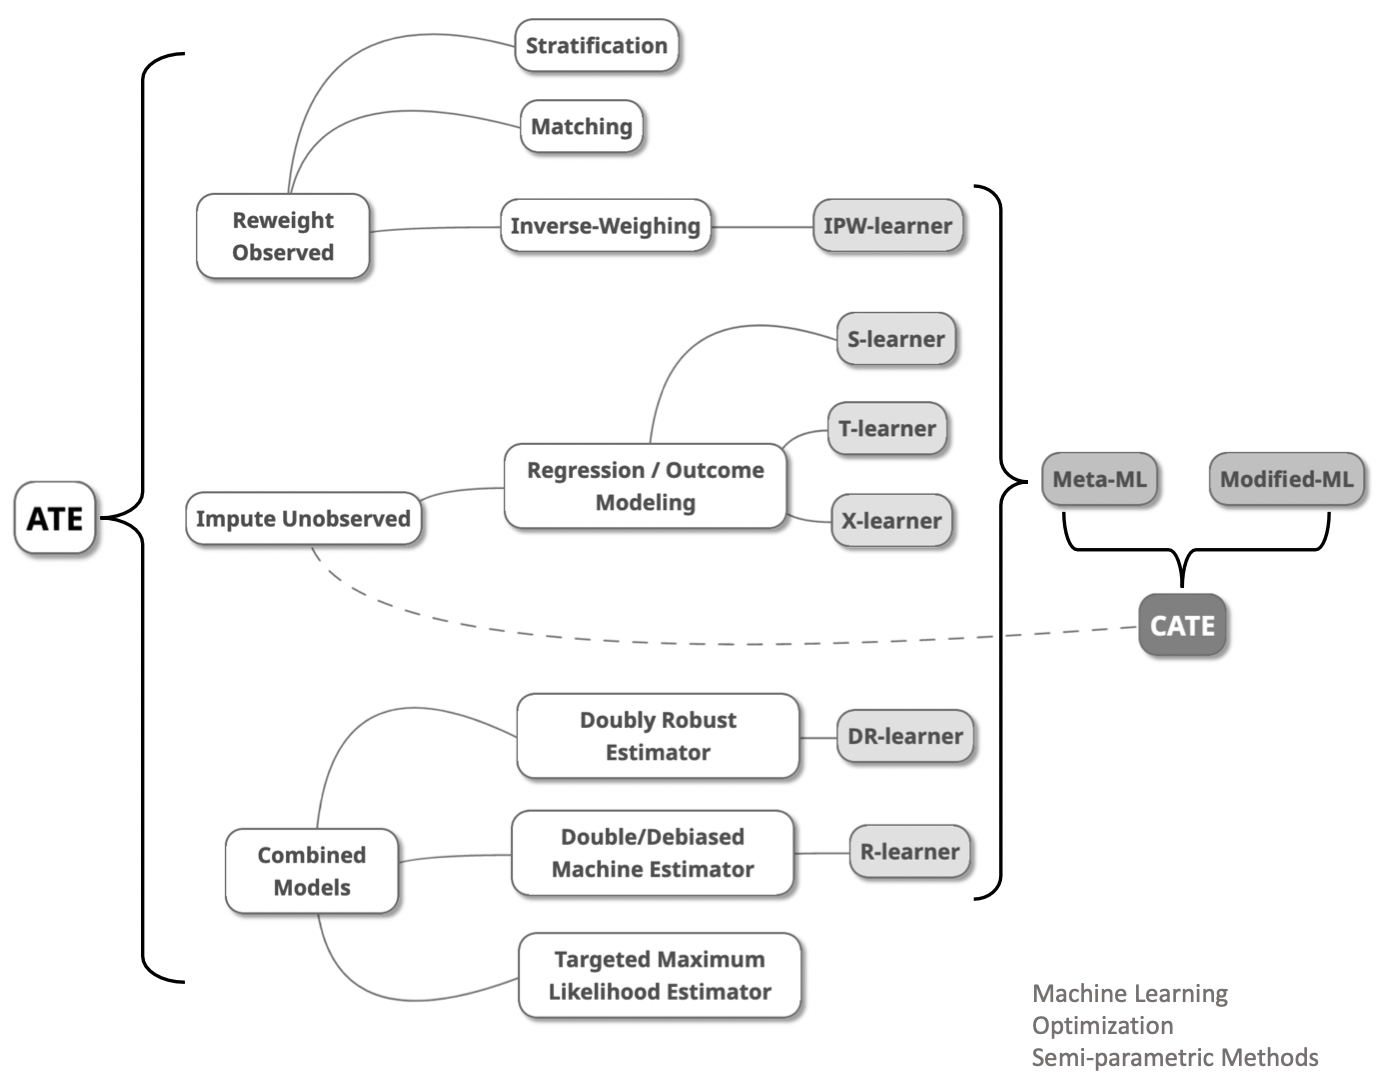 Stratification
Matching
Reweight
Observed
Inverse-Weighing
IPW-learner
S-learner
T-learner
Regression / Outcome
Modeling
X-learner
Impute Unobserved
ATE
Meta-ML
Modified-ML
CATE
Doubly Robust
Estimator
DR-learner
Combined
Models
Double/Debiased
Machine Estimator
R-learner
Targeted Maximum
Likelihood Estimator
Machine Learning
Optimization
Semi-parametric Methods